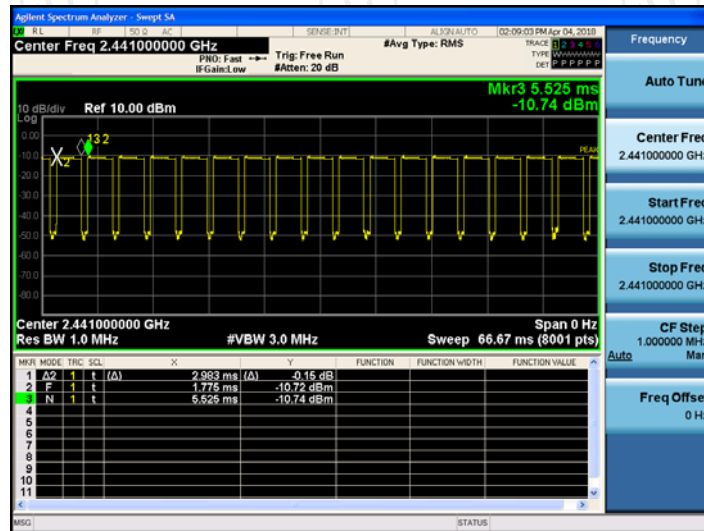 Agilent Spectrum Analyzer - Swept SA
RL RF 50 Ω AC SENSE:INT ALIGN AUTO 02:09:03 PM Apr 04, 2018
Center Freq 2.441000000 GHz #Avg Type: RMS TRACE 1 2 3 4 5 6
PNO: Fast Trig: Free Run TYPE WWWWWW
IFGain:Low #Atten: 20 dB DET P P P P P P
Mkr3 5.525 ms
10 dB/div Ref 10.00 dBm -10.74 dBm
Log
0.00
-10.0
-20.0
-30.0
-40.0
-50.0
-60.0
-70.0
-80.0
132
X2
PEAK
Center 2.441000000 GHz Span 0 Hz
Res BW 1.0 MHz #VBW 3.0 MHz Sweep 66.67 ms (8001 pts)
MKR MODE TRC SCL X Y FUNCTION FUNCTION WIDTH FUNCTION VALUE
1 Δ2 1 t (Δ) 2.983 ms (Δ) -0.15 dB
2 F 1 t 1.775 ms -10.72 dBm
3 N 1 t 5.525 ms -10.74 dBm
4
5
6
7
8
9
10
11
MSG STATUS
Frequency
Auto Tune
Center Freq
2.441000000 GHz
Start Freq
2.441000000 GHz
Stop Freq
2.441000000 GHz
CF Step
1.000000 MHz
Auto Man
Freq Offset
0 Hz